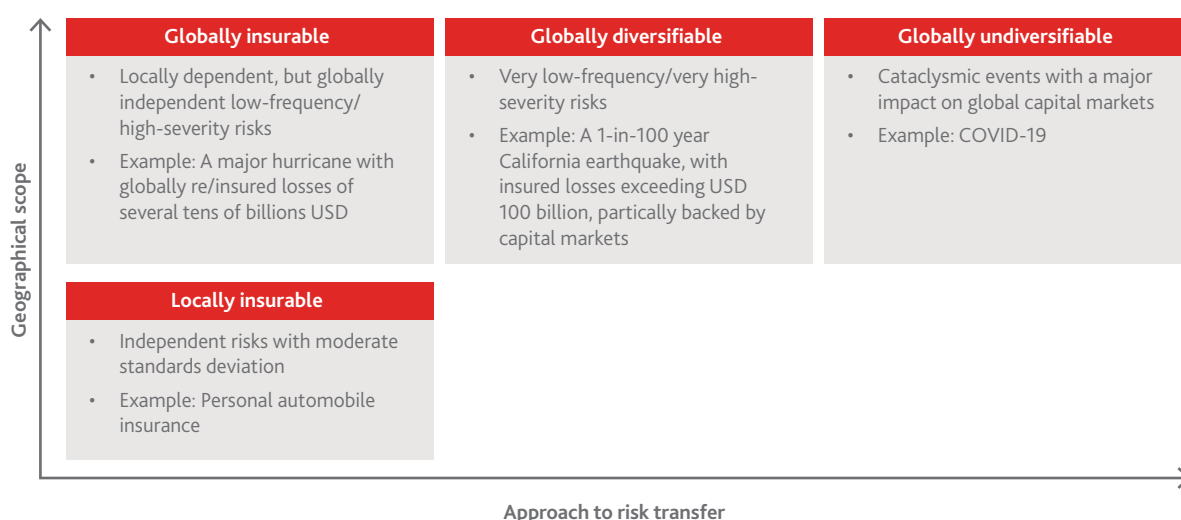 Geographical scope
Globally insurable
• Locally dependent, but globally
independent low-frequency/
high-severity risks
• Example: A major hurricane with
globally re/insured losses of
several tens of billions USD
Globally diversifiable
• Very low-frequency/very high-
severity risks
• Example: A 1-in-100 year
California earthquake, with
insured losses exceeding USD
100 billion, partically backed by
capital markets
Globally undiversifiable
• Cataclysmic events with a major
impact on global capital markets
• Example: COVID-19
Locally insurable
• Independent risks with moderate
standards deviation
• Example: Personal automobile
insurance
Approach to risk transfer